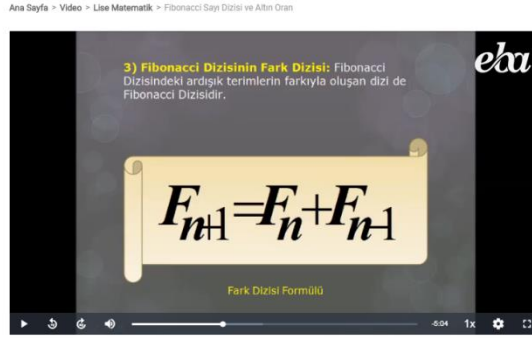 Ana Sayfa > Video > Lise Matematik > Fibonacci Sayı Dizisi ve Altın Oran
eba
3) Fibonacci Dizisinin Fark Dizisi: Fibonacci
Dizisindeki ardışık terimlerin farkıyla oluşan dizi de
Fibonacci Dizisidir.
Fn+1=Fn+Fn-1
Fark Dizisi Formülü
-5:04 1x